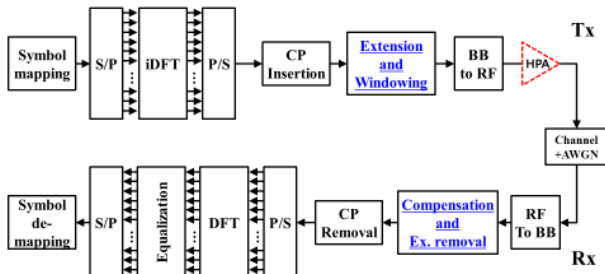 Tx
Symbol
mapping
S/P
iDFT
P/S
CP
Insertion
Extension
and
Windowing
BB
to RF
HPA
Channel
+AWGN
Symbol
de-
mapping
S/P
Equalization
DFT
P/S
CP
Removal
Compensation
and
Ex. removal
RF
To BB
Rx